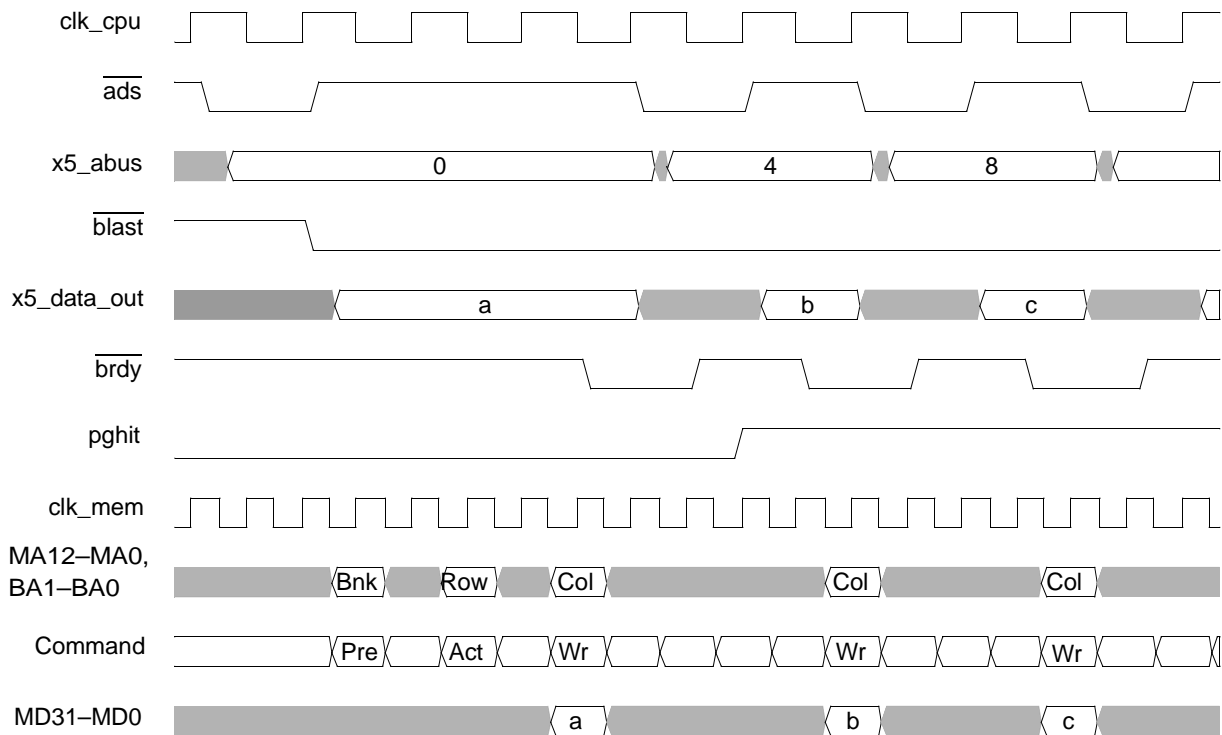 clk_cpu
ads
x5_abus 0 4 8
blast
x5_data_out a b c
brdy
pghit
clk_mem
MA12–MA0,
BA1–BA0 Bnk Row Col Col Col
Command Pre Act Wr Wr Wr
MD31–MD0 a b c